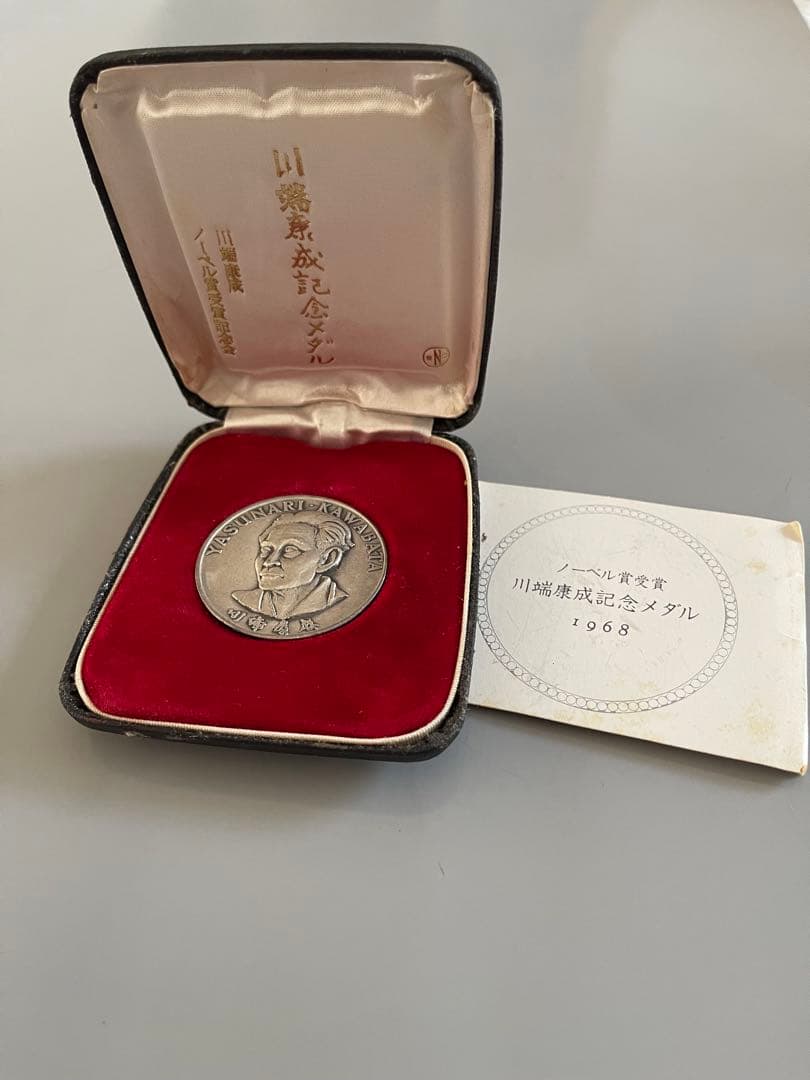 川端康成記念メダル
川端康成
ノーベル賞受賞記念会
N
YASUNARI・KAWABATA
ノーベル賞受賞
川端康成記念メダル
1968